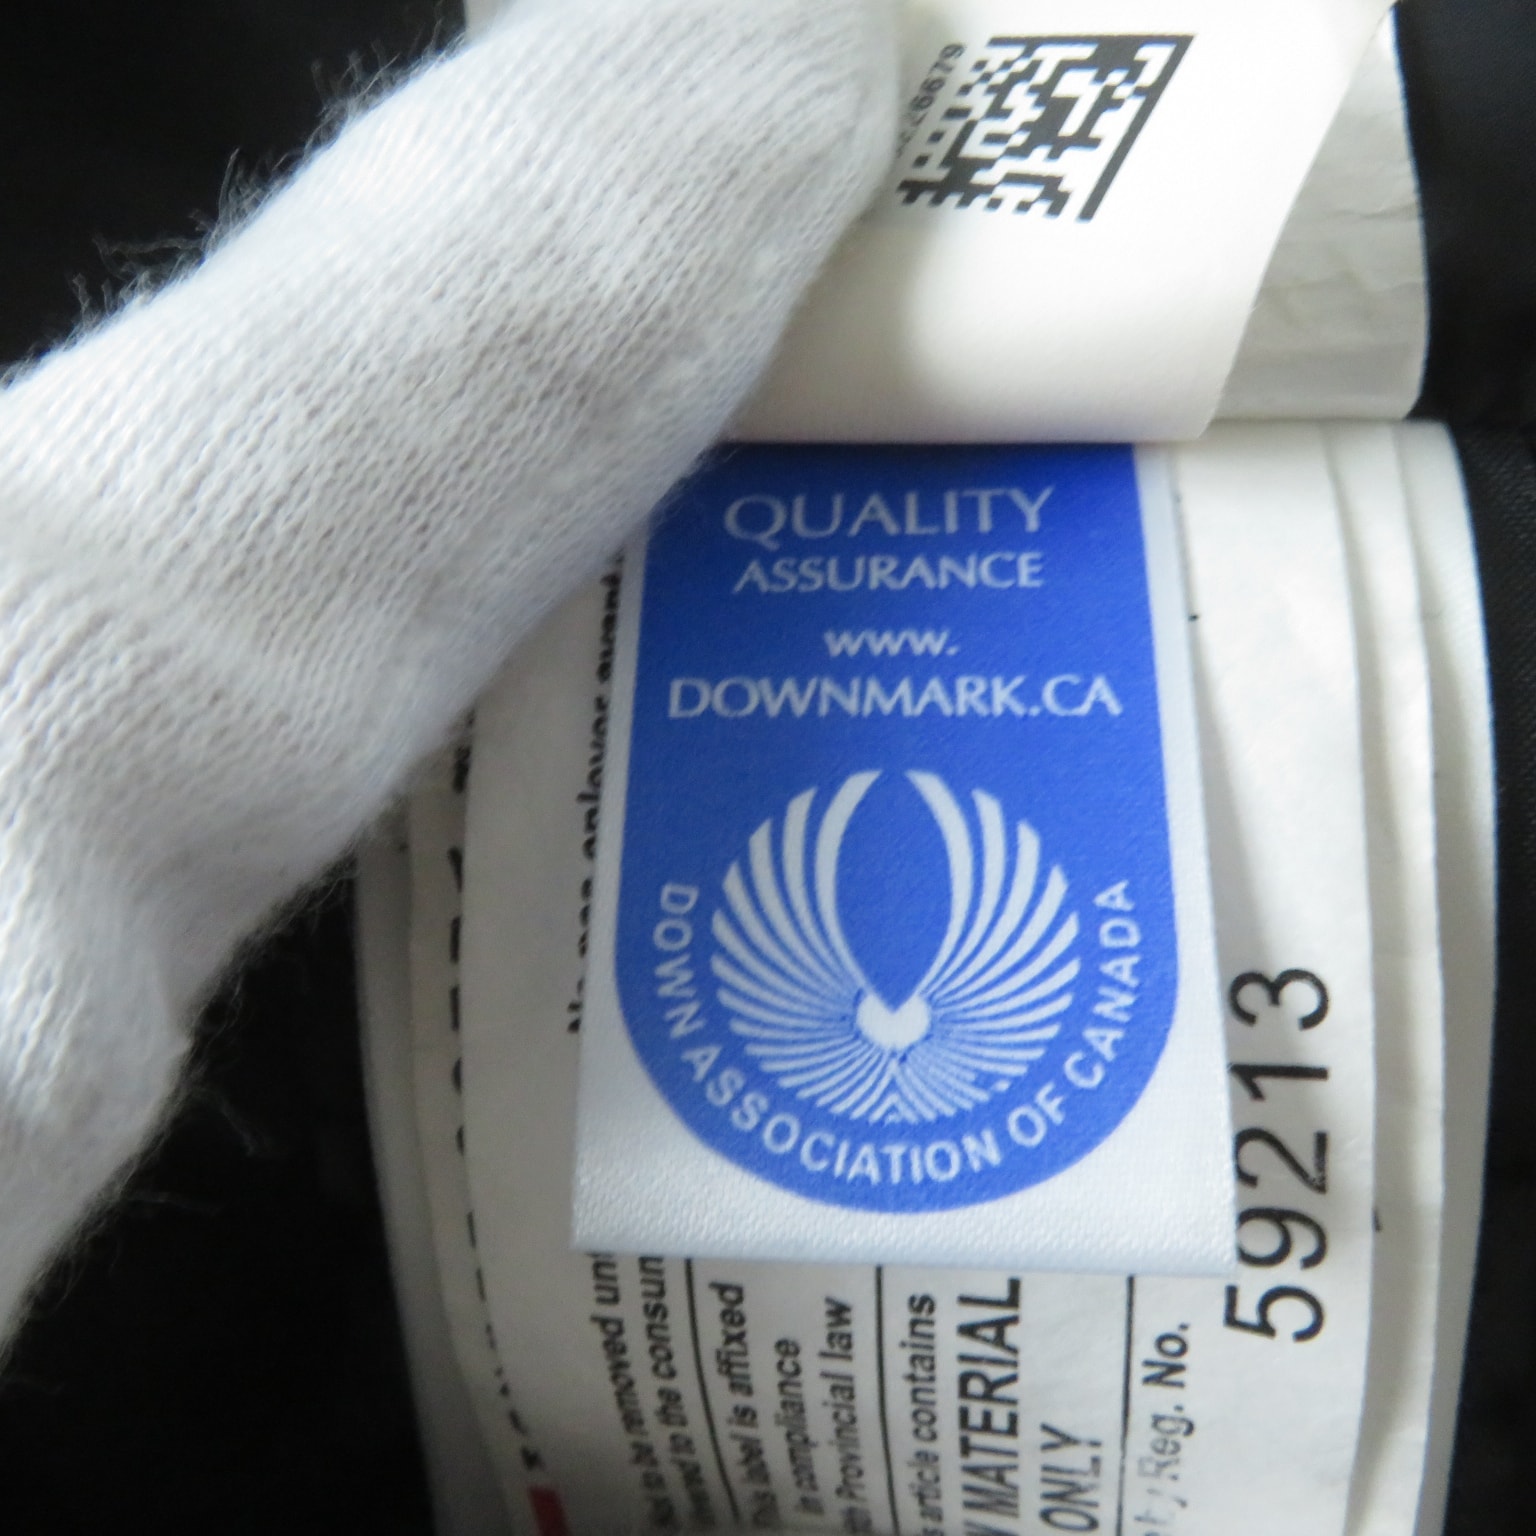 QUALITY
ASSURANCE
www.
DOWNMARK.CA
DOWN ASSOCIATION OF CANADA
59213
to be removed
to the consum
This label is affixed
in compliance
Provincial law
article contains
MATERIAL
ONLY
Reg. No.